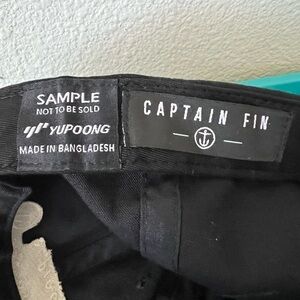 SAMPLE
NOT TO BE SOLD
YUPOONG
MADE IN BANGLADESH
CAPTAIN FIN